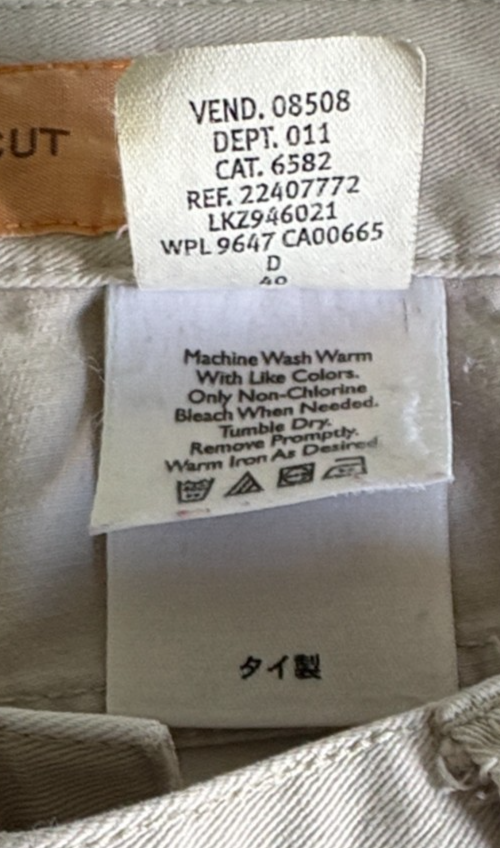 CUT
VEND. 08508
DEPT. 011
CAT. 6582
REF. 22407772
LKZ946021
WPL 9647 CA00665
D
Machine Wash Warm
With Like Colors.
Only Non-Chlorine
Bleach When Needed.
Tumble Dry.
Remove Promptly.
Warm Iron As Desired
タイ製